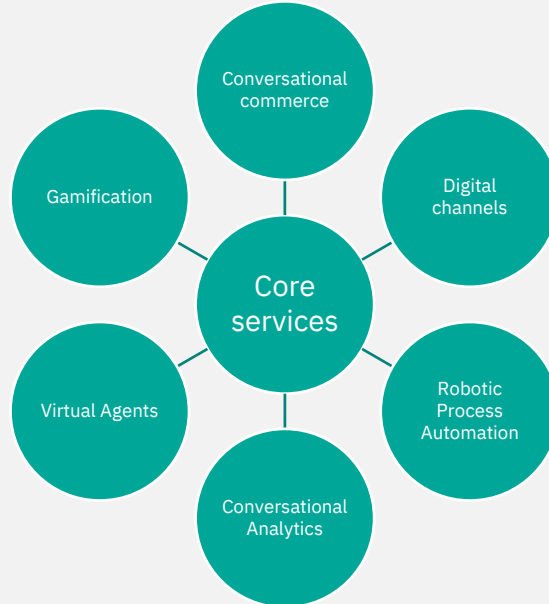 Conversational
commerce
Gamification
Digital
channels
Core
services
Virtual Agents
Robotic
Process
Automation
Conversational
Analytics